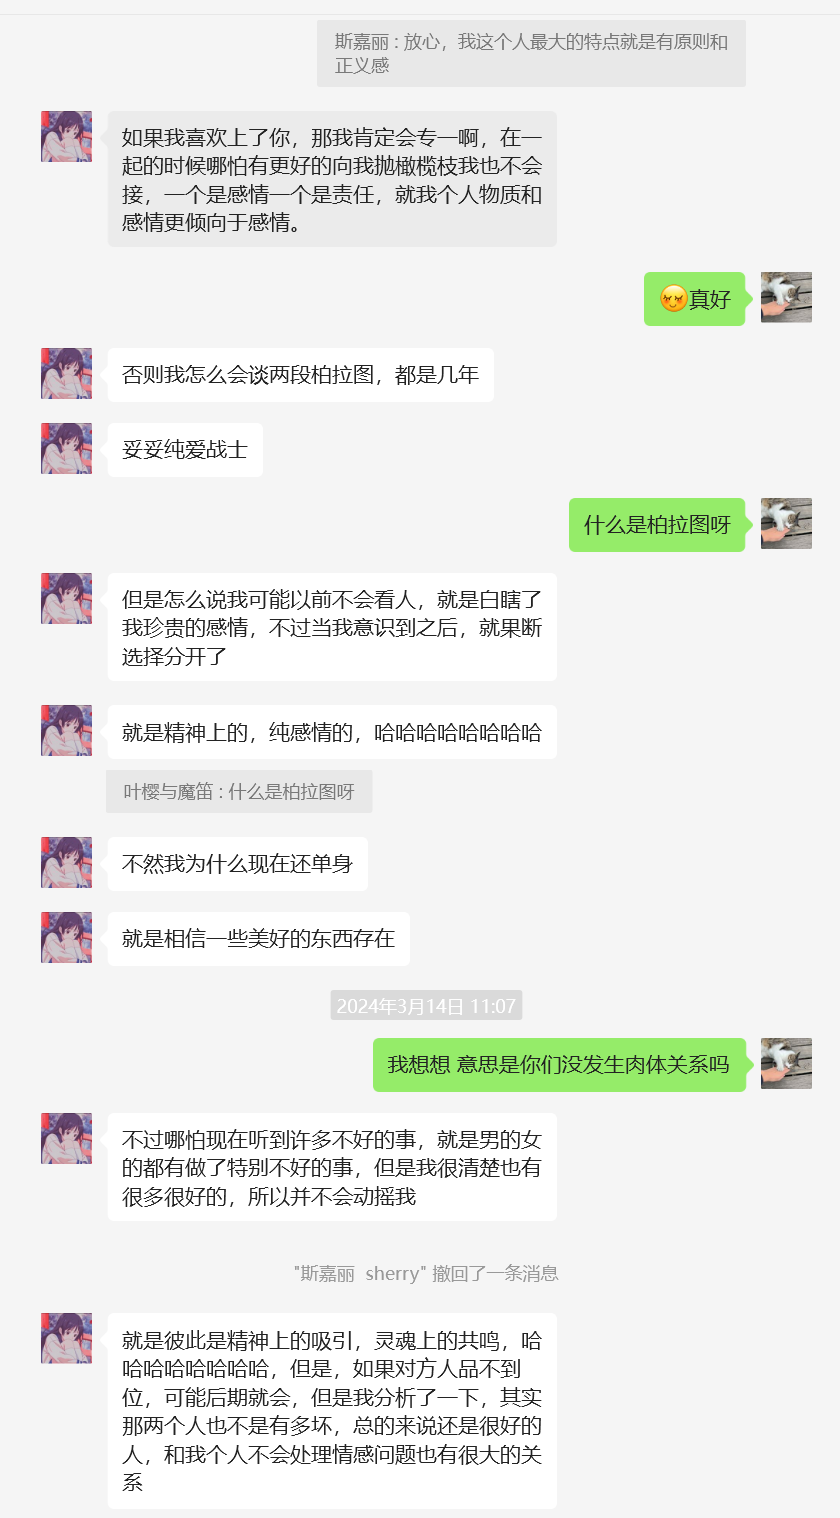 斯嘉丽 : 放心，我这个人最大的特点就是有原则和
正义感
如果我喜欢上了你，那我肯定会专一啊，在一
起的时候哪怕有更好的向我抛橄榄枝我也不会
接，一个是感情一个是责任，就我个人物质和
感情更倾向于感情。
真好
否则我怎么会谈两段柏拉图，都是几年
妥妥纯爱战士
什么是柏拉图呀
但是怎么说我可能以前不会看人，就是白瞎了
我珍贵的感情，不过当我意识到之后，就果断
选择分开了
就是精神上的，纯感情的，哈哈哈哈哈哈哈哈
叶樱与魔笛 : 什么是柏拉图呀
不然我为什么现在还单身
就是相信一些美好的东西存在
2024年3月14日 11:07
我想想 意思是你们没发生肉体关系吗
不过哪怕现在听到许多不好的事，就是男的女
的都有做了特别不好的事，但是我很清楚也有
很多很好的，所以并不会动摇我
"斯嘉丽  sherry" 撤回了一条消息
就是彼此是精神上的吸引，灵魂上的共鸣，哈
哈哈哈哈哈哈哈，但是，如果对方人品不到
位，可能后期就会，但是我分析了一下，其实
那两个人也不是有多坏，总的来说还是很好的
人，和我个人不会处理情感问题也有很大的关
系